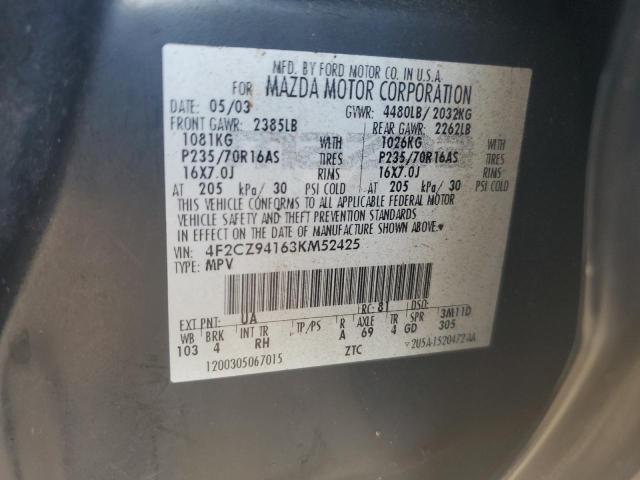 MFD. BY FORD MOTOR CO. IN U.S.A.
FOR MAZDA MOTOR CORPORATION
DATE: 05/03 GVWR: 4480LB/2032KG
FRONT GAWR: 2385LB REAR GAWR: 2262LB
1081KG WITH 1026KG WITH
P235/70R16AS TIRES P235/70R16AS TIRES
16X7.0J RIMS 16X7.0J RIMS
AT 205 kPa/30 PSI COLD AT 205 kPa/30 PSI COLD
THIS VEHICLE CONFORMS TO ALL APPLICABLE FEDERAL MOTOR
VEHICLE SAFETY AND THEFT PREVENTION STANDARDS
IN EFFECT ON THE DATE OF MANUFACTURE SHOWN ABOVE.
VIN: 4F2CZ94163KM52425
TYPE: MPV
EXT PNT: UA RC: 81 DSO:
WB BRK INT TR TP/PS R AXLE TR SPR 3M11D
103 4 RH A 69 4 GD 305
1200305067015 ZTC 2U5A-1520472-AA